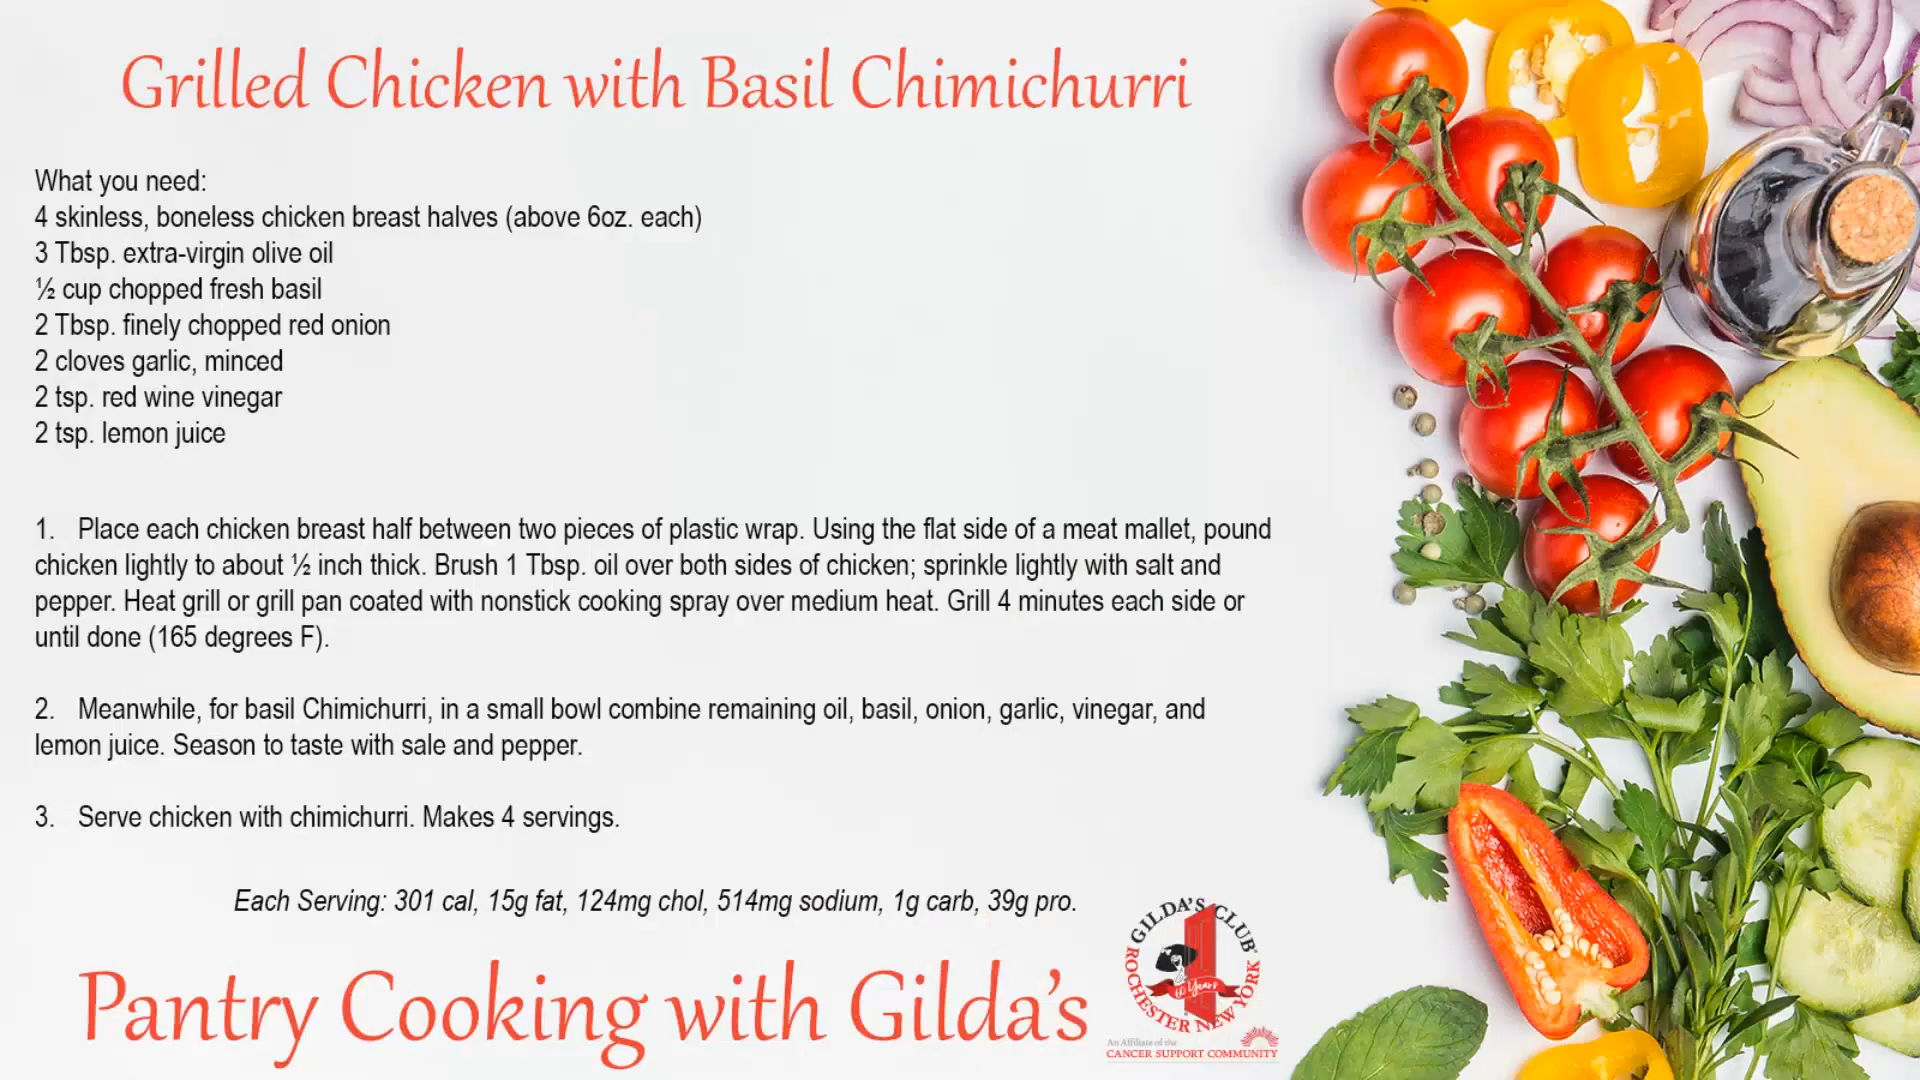 Grilled Chicken with Basil Chimichurri
What you need:
4 skinless, boneless chicken breast halves (above 6oz. each)
3 Tbsp. extra-virgin olive oil
½ cup chopped fresh basil
2 Tbsp. finely chopped red onion
2 cloves garlic, minced
2 tsp. red wine vinegar
2 tsp. lemon juice
1. Place each chicken breast half between two pieces of plastic wrap. Using the flat side of a meat mallet, pound
chicken lightly to about ½ inch thick. Brush 1 Tbsp. oil over both sides of chicken; sprinkle lightly with salt and
pepper. Heat grill or grill pan coated with nonstick cooking spray over medium heat. Grill 4 minutes each side or
until done (165 degrees F).
2. Meanwhile, for basil Chimichurri, in a small bowl combine remaining oil, basil, onion, garlic, vinegar, and
lemon juice. Season to taste with sale and pepper.
3. Serve chicken with chimichurri. Makes 4 servings.
Each Serving: 301 cal, 15g fat, 124mg chol, 514mg sodium, 1g carb, 39g pro.
Pantry Cooking with Gilda's
GILDA'S CLUB
ROCHESTER NEW YORK
An Affiliate of the
CANCER SUPPORT COMMUNITY